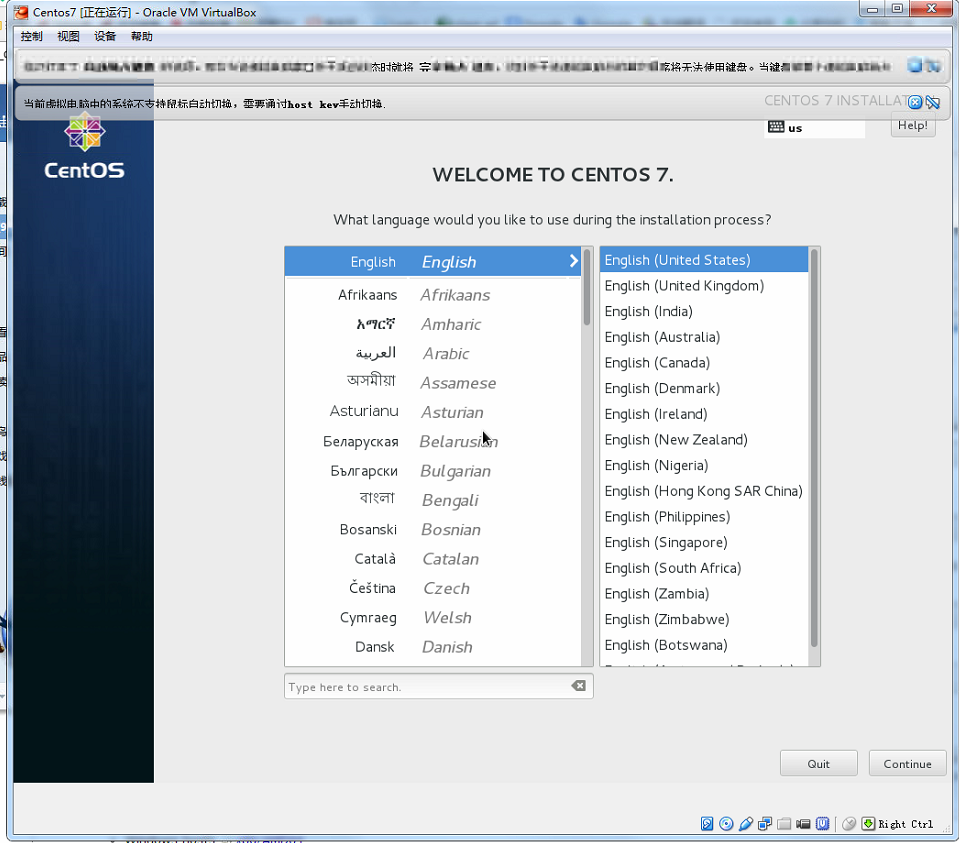 Centos7 [正在运行] - Oracle VM VirtualBox
控制 视图 设备 帮助
态时就将 完 键盘。 将无法使用键盘。当键盘
当前虚拟电脑中的系统不支持鼠标自动切换，需要通过host key手动切换.
CENTOS 7 INSTALLAT
us
Help!
CentOS
WELCOME TO CENTOS 7.
What language would you like to use during the installation process?
English English
Afrikaans Afrikaans
አማርኛ Amharic
العربية Arabic
অসমীয়া Assamese
Asturianu Asturian
Беларуская Belarusian
Български Bulgarian
বাংলা Bengali
Bosanski Bosnian
Català Catalan
Čeština Czech
Cymraeg Welsh
Dansk Danish
English (United States)
English (United Kingdom)
English (India)
English (Australia)
English (Canada)
English (Denmark)
English (Ireland)
English (New Zealand)
English (Nigeria)
English (Hong Kong SAR China)
English (Philippines)
English (Singapore)
English (South Africa)
English (Zambia)
English (Zimbabwe)
English (Botswana)
Type here to search.
Quit
Continue
Right Ctrl